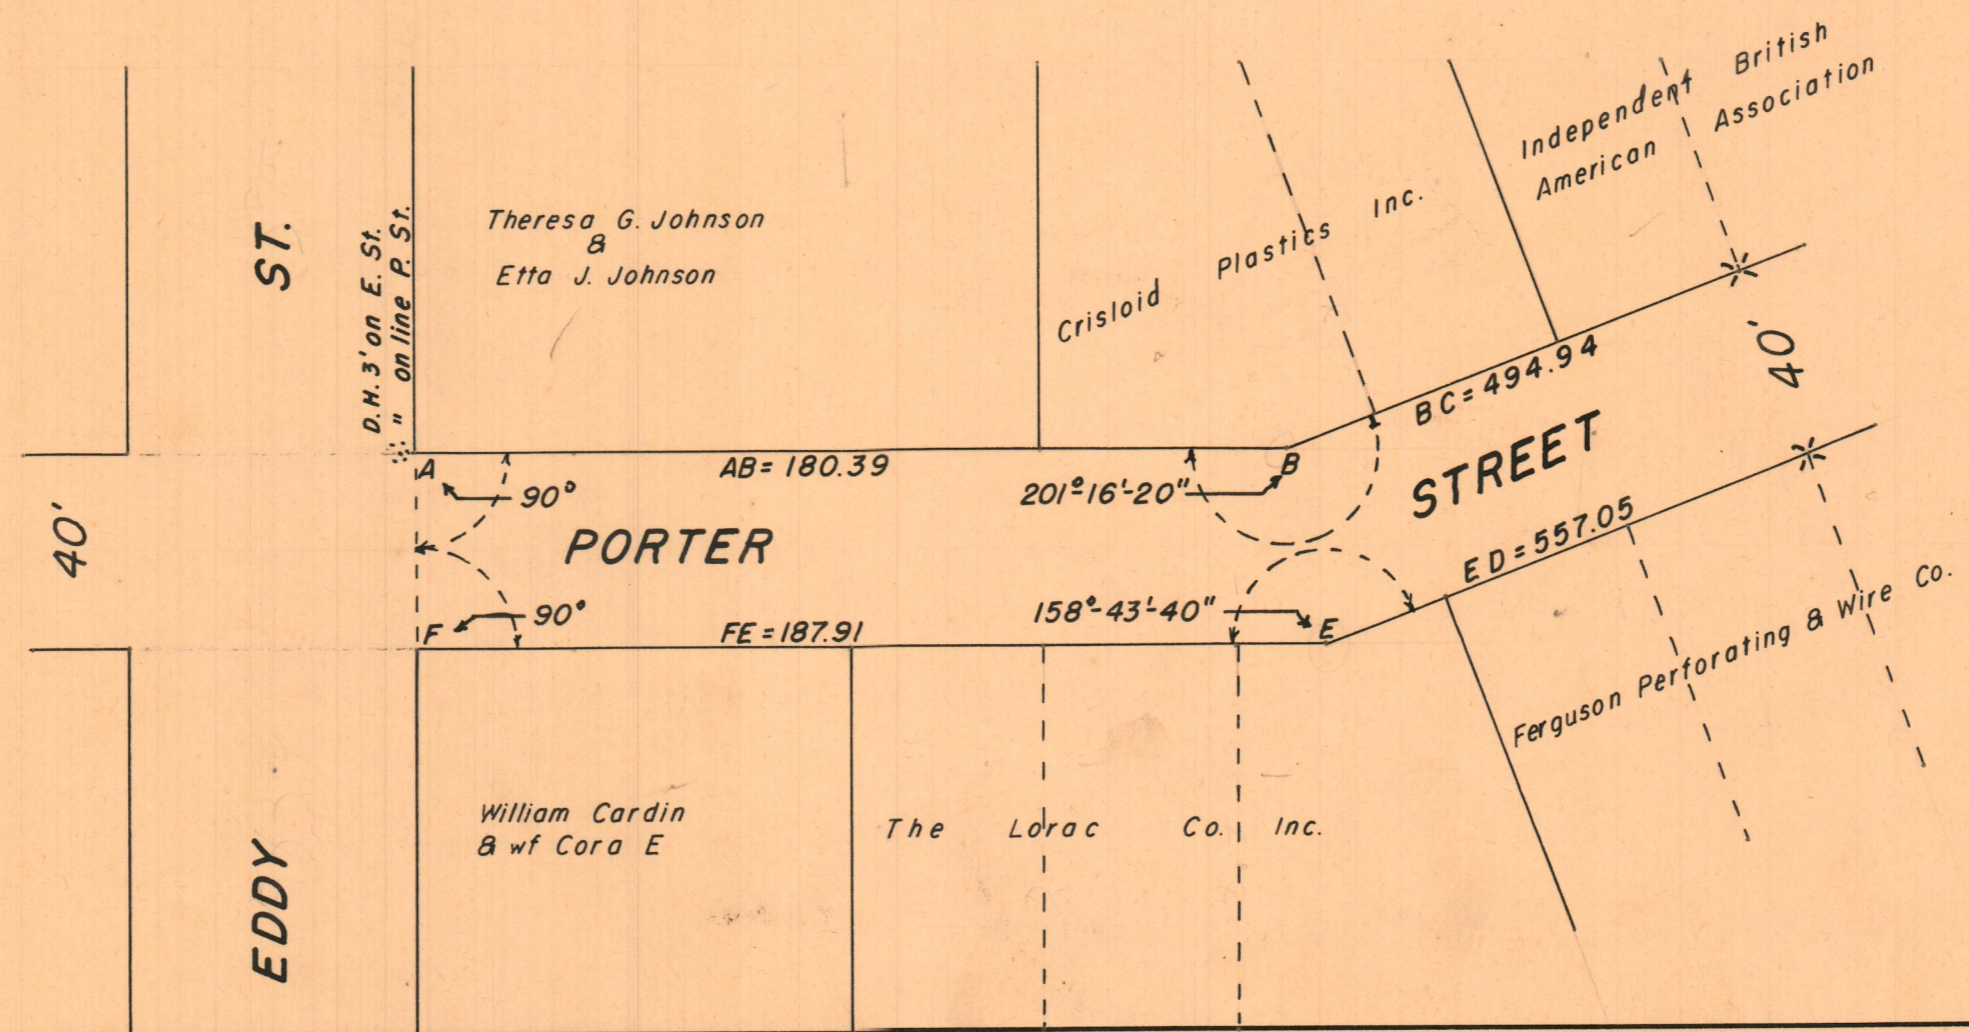 ST.
D.H. 3' on E. St.
" on line P. St.
Theresa G. Johnson
&
Etta J. Johnson
Crisloid Plastics Inc.
Independent British
American Association
BC=494.94
40'
A
AB=180.39
B
90°
201°16'-20"
STREET
40'
PORTER
ED=557.05
90°
158°-43'-40"
F
FE=187.91
E
Ferguson Perforating & Wire Co.
William Cardin
& wf Cora E
The Lorac Co. Inc.
EDDY